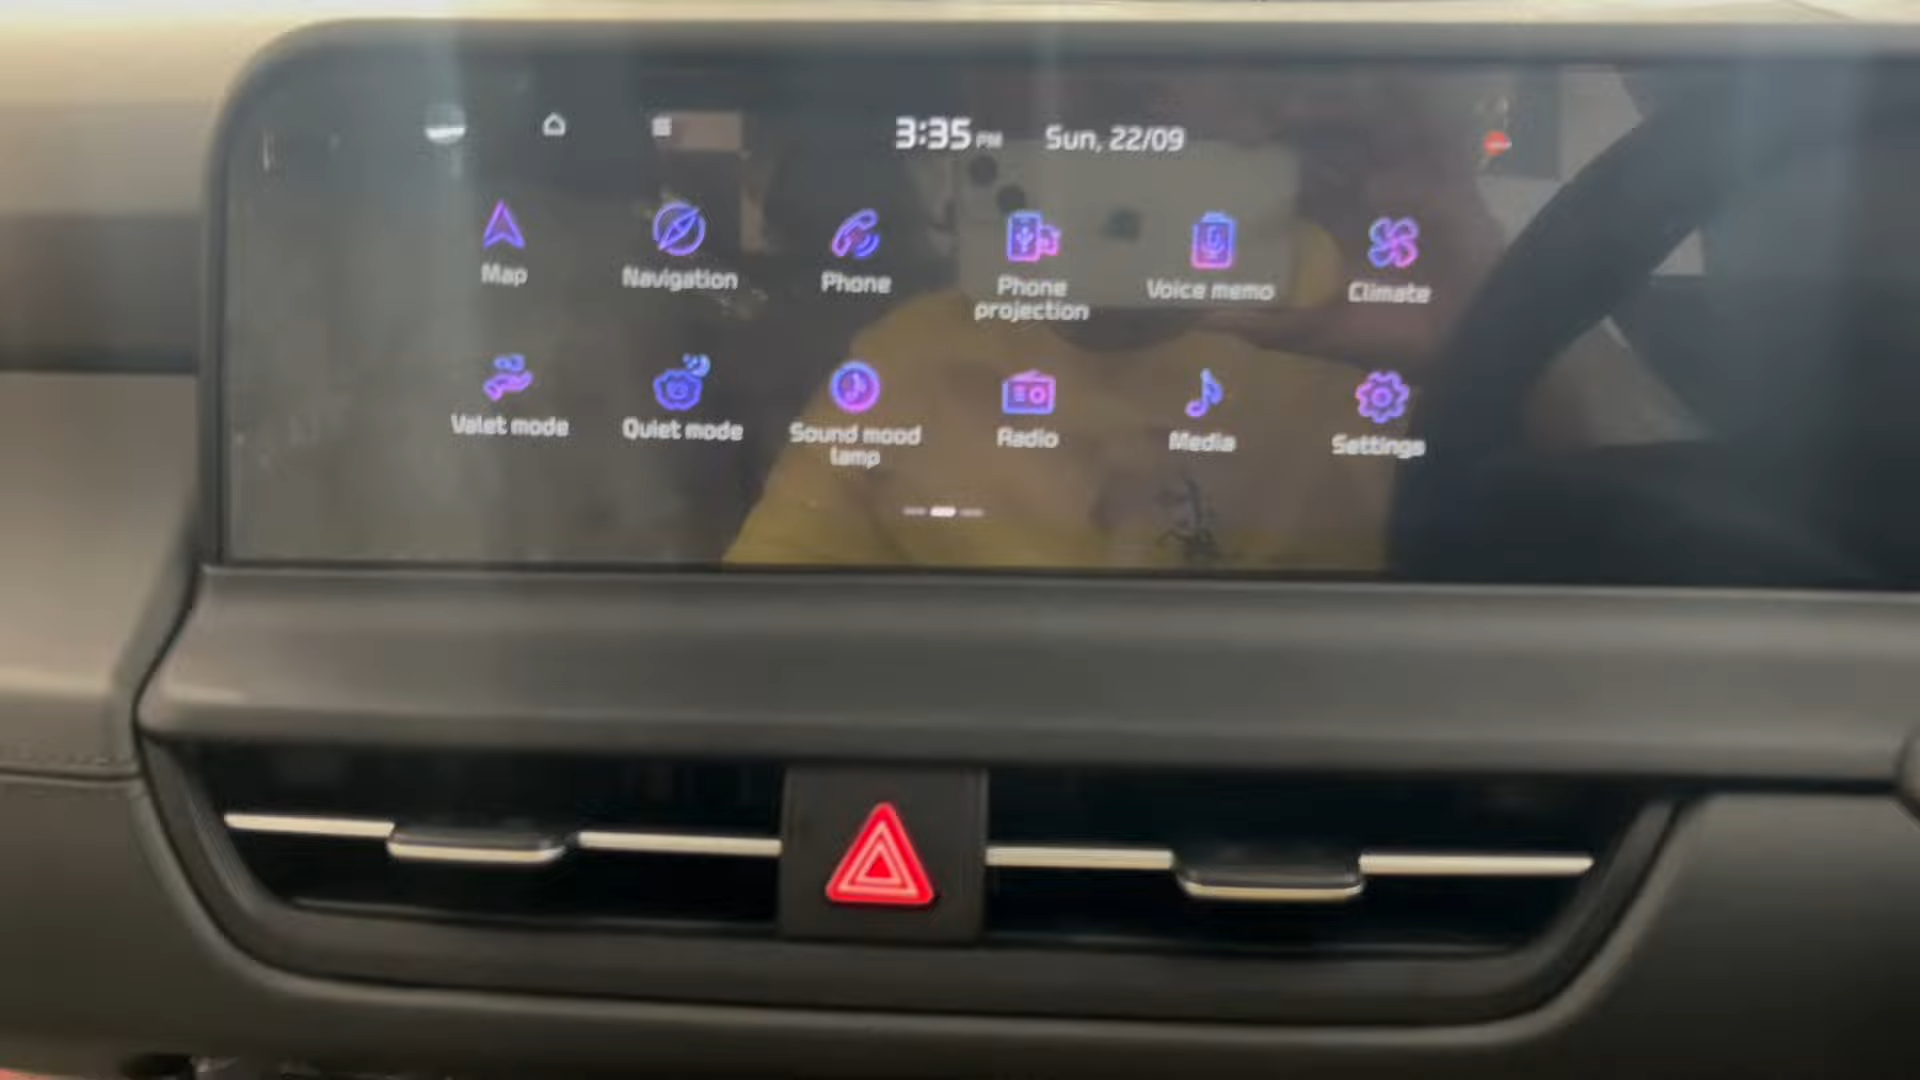 3:35 PM Sun, 22/09
Map Navigation Phone Phone projection Voice memo Climate
Valet mode Quiet mode Sound mood lamp Radio Media Settings